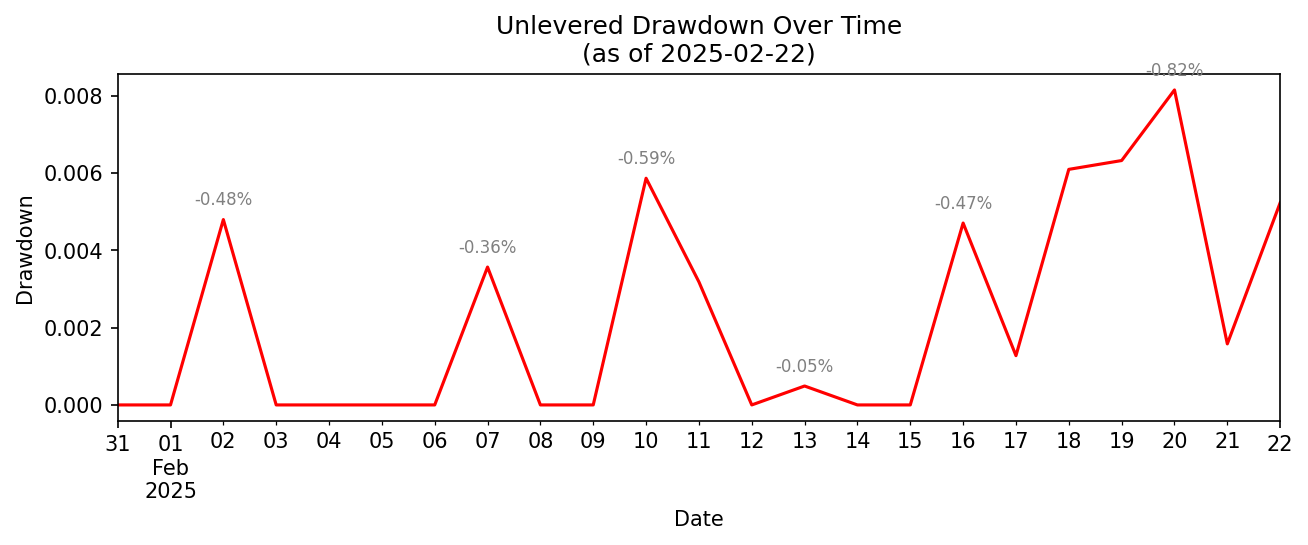 Unlevered Drawdown Over Time
(as of 2025-02-22)
-0.82%
0.008
-0.59%
0.006
-0.48%
-0.47%
-0.36%
0.004
Drawdown
0.002
-0.05%
0.000
31 01 02 03 04 05 06 07 08 09 10 11 12 13 14 15 16 17 18 19 20 21 22
Feb
2025
Date